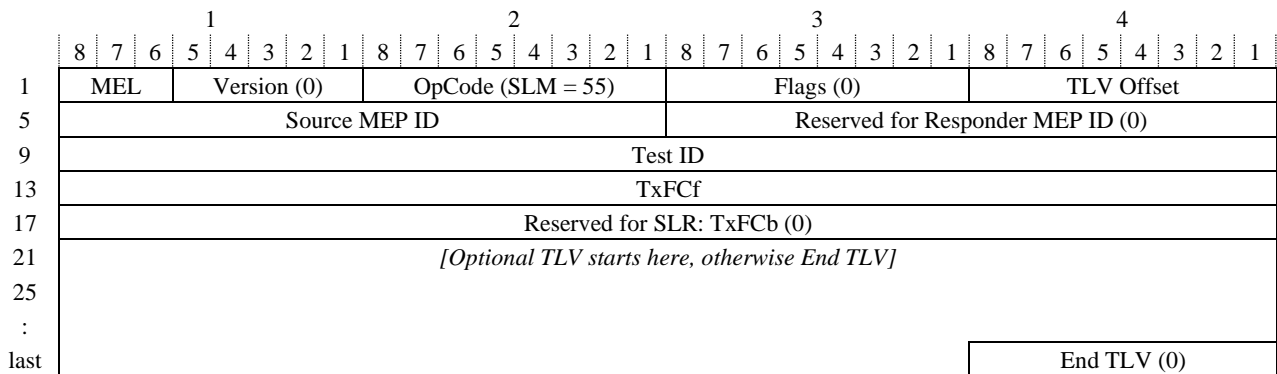 1 2 3 4
8 7 6 5 4 3 2 1 8 7 6 5 4 3 2 1 8 7 6 5 4 3 2 1 8 7 6 5 4 3 2 1
1 MEL Version (0) OpCode (SLM = 55) Flags (0) TLV Offset
5 Source MEP ID Reserved for Responder MEP ID (0)
9 Test ID
13 TxFCf
17 Reserved for SLR: TxFCb (0)
21 [Optional TLV starts here, otherwise End TLV]
25
:
last End TLV (0)